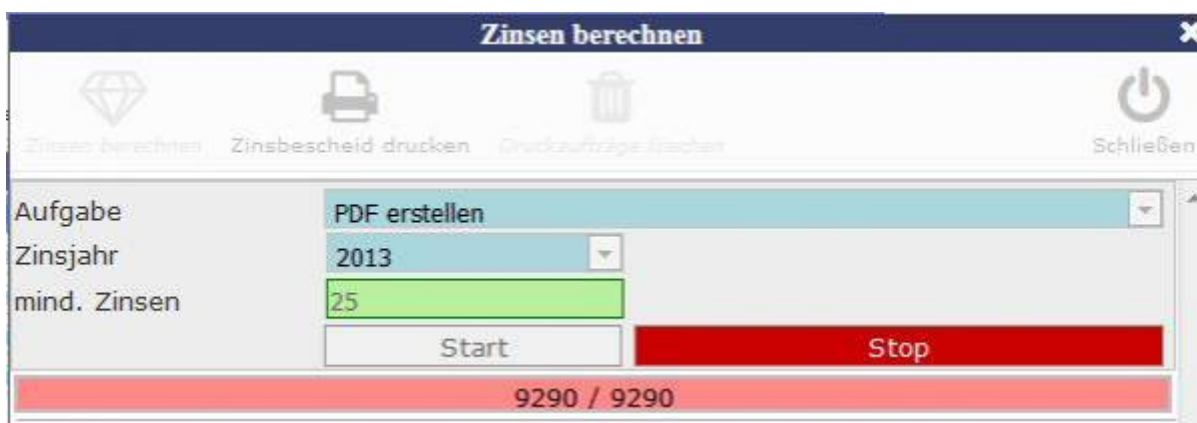 Zinsen berechnen
Zinsen berechnen Zinsbescheid drucken Druckaufträge löschen Schließen
Aufgabe PDF erstellen
Zinsjahr 2013
mind. Zinsen 25
Start Stop
9290 / 9290